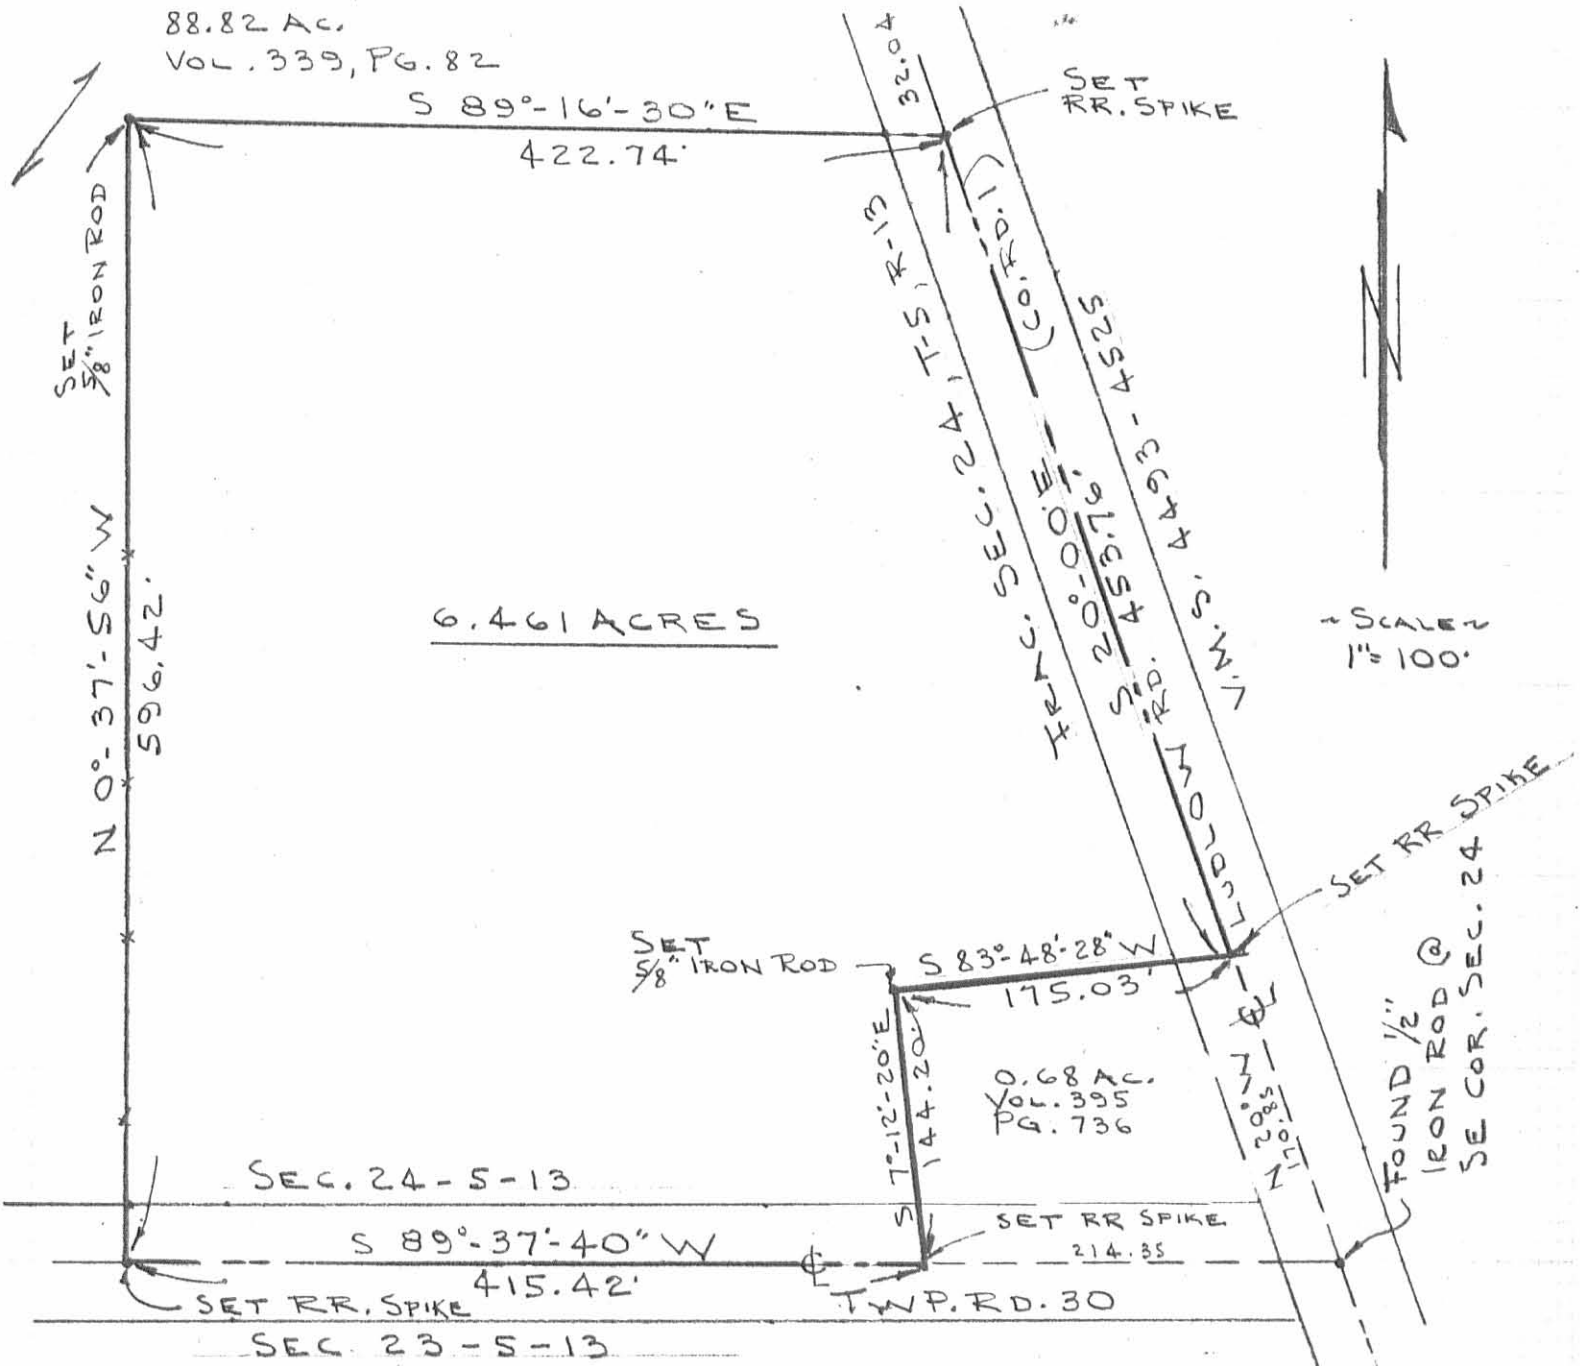 88.82 AC.
VOL. 339, PG. 82
S 89°-16'-30"E
422.74'
32.04
SET
RR. SPIKE
SET
5/8" IRON ROD
N 0°-37'-56" W
596.42'
6.461 ACRES
FRAC. SEC. 24, T-5, R-13
(CO. RD. 1)
S 20°-00'E
453.76'
LUDLOW RD.
V.M.S. 4493 - 4525
N
~ SCALE ~
1"= 100'
SET RR SPIKE
SET
5/8" IRON ROD
S 83°-48'-28" W
175.03'
S 7°-12'-20"E
144.20'
0.68 AC.
VOL. 395
PG. 736
N 20° W
170.85
FOUND 1/2"
IRON ROD @
SE COR. SEC. 24
SEC. 24-5-13
S 89°-37'-40" W
415.42'
SET RR SPIKE
214.35
SET RR. SPIKE
TWP. RD. 30
SEC. 23-5-13